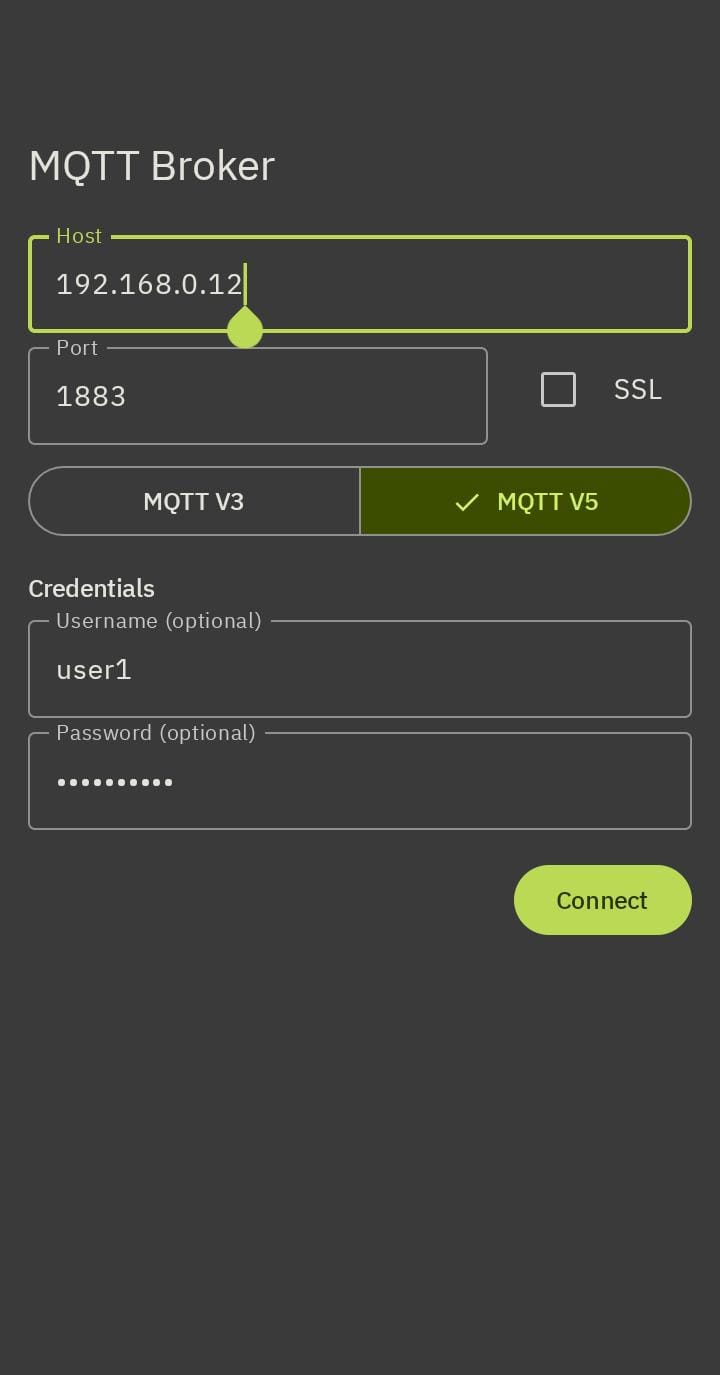 MQTT Broker
Host
192.168.0.12
Port
1883
SSL
MQTT V3
MQTT V5
Credentials
Username (optional)
user1
Password (optional)
••••••••••
Connect